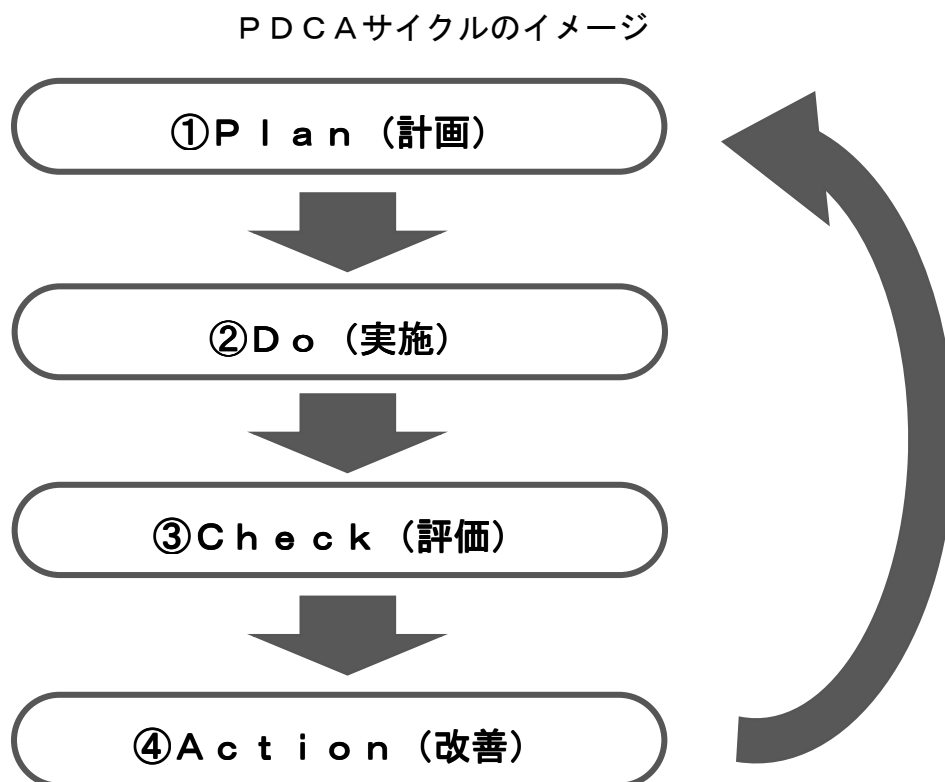 ＰＤＣＡサイクルのイメージ
①Ｐｌａｎ（計画）
②Ｄｏ（実施）
③Ｃｈｅｃｋ（評価）
④Ａｃｔｉｏｎ（改善）